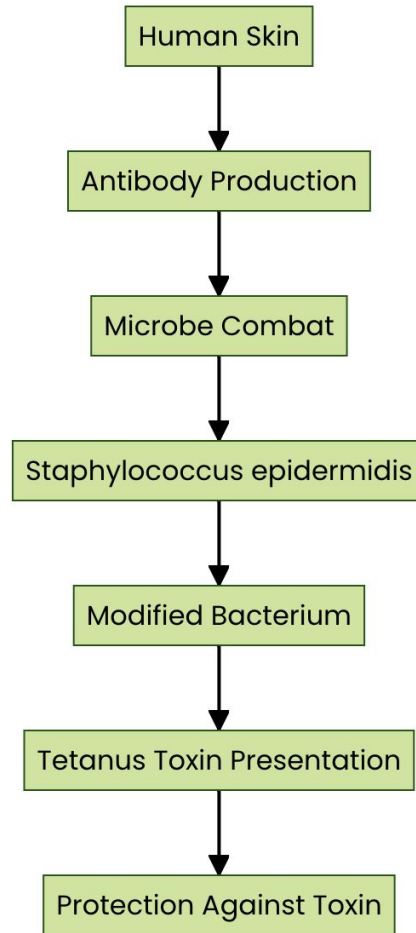 Human Skin
Antibody Production
Microbe Combat
Staphylococcus epidermidis
Modified Bacterium
Tetanus Toxin Presentation
Protection Against Toxin